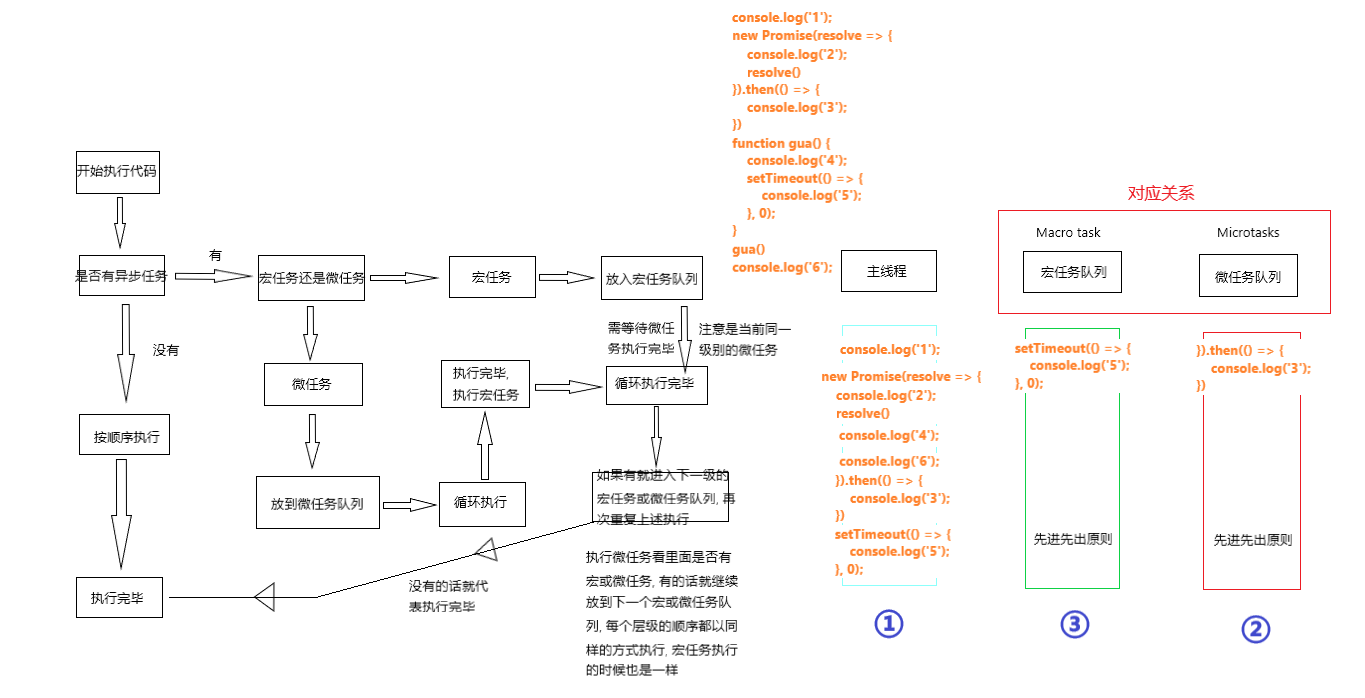 console.log('1');
new Promise(resolve => {
console.log('2');
resolve()
}).then(() => {
console.log('3');
})
function gua() {
console.log('4');
setTimeout(() => {
console.log('5');
}, 0);
}
gua()
console.log('6');
开始执行代码
是否有异步任务
有
宏任务还是微任务
宏任务
放入宏任务队列
没有
微任务
需等待微任
务执行完毕
注意是当前同一
级别的微任务
执行完毕,
执行宏任务
循环执行完毕
按顺序执行
放到微任务队列
循环执行
如果有就进入下一级的
宏任务或微任务队列, 再
次重复上述执行
执行完毕
没有的话就代
表执行完毕
执行微任务看里面是否有
宏或微任务, 有的话就继续
放到下一个宏或微任务队
列, 每个层级的顺序都以同
样的方式执行, 宏任务执行
的时候也是一样
主线程
console.log('1');
new Promise(resolve => {
console.log('2');
resolve()
console.log('4');
console.log('6');
}).then(() => {
console.log('3');
})
setTimeout(() => {
console.log('5');
}, 0);
①
对应关系
Macro task
宏任务队列
Microtasks
微任务队列
setTimeout(() => {
console.log('5');
}, 0);
先进先出原则
③
}).then(() => {
console.log('3');
})
先进先出原则
②